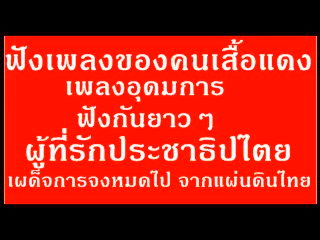 ฟังเพลงของคนเสื้อแดง
เพลงอุดมการ
ฟังกันยาว ๆ
ผู้ที่รักประชาธิปไตย
เผด็จการจงหมดไป จากแผ่นดินไทย